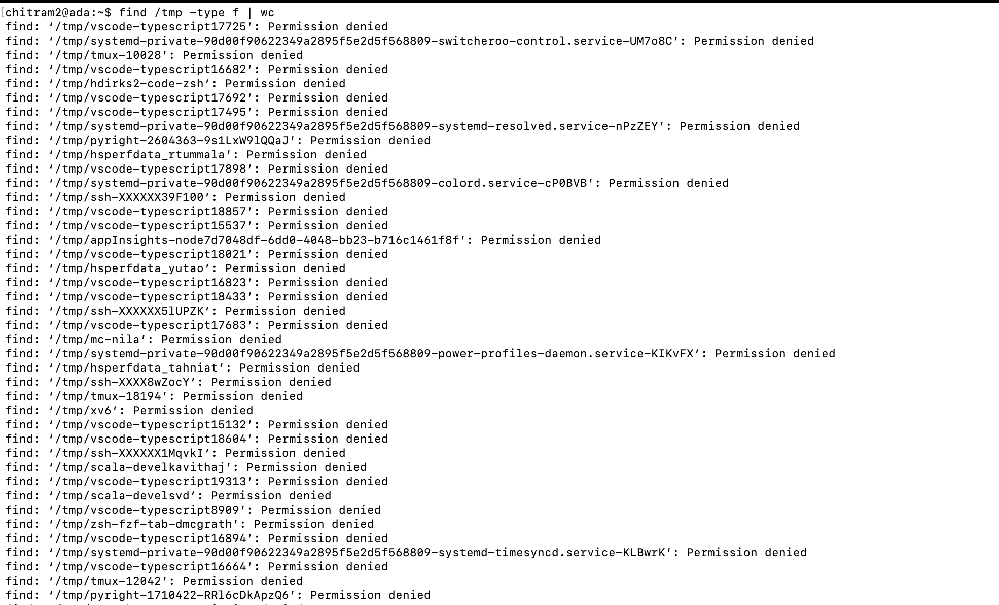 [chitram2@ada:~$ find /tmp -type f | wc
find: ‘/tmp/vscode-typescript17725’: Permission denied
find: ‘/tmp/systemd-private-90d00f90622349a2895f5e2d5f568809-switcheroo-control.service-UM7o8C’: Permission denied
find: ‘/tmp/tmux-10028’: Permission denied
find: ‘/tmp/vscode-typescript16682’: Permission denied
find: ‘/tmp/hdirks2-code-zsh’: Permission denied
find: ‘/tmp/vscode-typescript17692’: Permission denied
find: ‘/tmp/vscode-typescript17495’: Permission denied
find: ‘/tmp/systemd-private-90d00f90622349a2895f5e2d5f568809-systemd-resolved.service-nPzZEY’: Permission denied
find: ‘/tmp/pyright-2604363-9s1LxW9lQQaJ’: Permission denied
find: ‘/tmp/hsperfdata_rtummala’: Permission denied
find: ‘/tmp/vscode-typescript17898’: Permission denied
find: ‘/tmp/systemd-private-90d00f90622349a2895f5e2d5f568809-colord.service-cP0BVB’: Permission denied
find: ‘/tmp/ssh-XXXXXX39F100’: Permission denied
find: ‘/tmp/vscode-typescript18857’: Permission denied
find: ‘/tmp/vscode-typescript15537’: Permission denied
find: ‘/tmp/appInsights-node7d7048df-6dd0-4048-bb23-b716c1461f8f’: Permission denied
find: ‘/tmp/vscode-typescript18021’: Permission denied
find: ‘/tmp/hsperfdata_yutao’: Permission denied
find: ‘/tmp/vscode-typescript16823’: Permission denied
find: ‘/tmp/vscode-typescript18433’: Permission denied
find: ‘/tmp/ssh-XXXXXX5lUPZK’: Permission denied
find: ‘/tmp/vscode-typescript17683’: Permission denied
find: ‘/tmp/mc-nila’: Permission denied
find: ‘/tmp/systemd-private-90d00f90622349a2895f5e2d5f568809-power-profiles-daemon.service-KIKvFX’: Permission denied
find: ‘/tmp/hsperfdata_tahniat’: Permission denied
find: ‘/tmp/ssh-XXXX8wZocY’: Permission denied
find: ‘/tmp/tmux-18194’: Permission denied
find: ‘/tmp/xv6’: Permission denied
find: ‘/tmp/vscode-typescript15132’: Permission denied
find: ‘/tmp/vscode-typescript18604’: Permission denied
find: ‘/tmp/ssh-XXXXXX1MqvkI’: Permission denied
find: ‘/tmp/scala-develkavithaj’: Permission denied
find: ‘/tmp/vscode-typescript19313’: Permission denied
find: ‘/tmp/scala-develsvd’: Permission denied
find: ‘/tmp/vscode-typescript8909’: Permission denied
find: ‘/tmp/zsh-fzf-tab-dmcgrath’: Permission denied
find: ‘/tmp/vscode-typescript16894’: Permission denied
find: ‘/tmp/systemd-private-90d00f90622349a2895f5e2d5f568809-systemd-timesyncd.service-KLBwrK’: Permission denied
find: ‘/tmp/vscode-typescript16664’: Permission denied
find: ‘/tmp/tmux-12042’: Permission denied
find: ‘/tmp/pyright-1710422-RRl6cDkApzQ6’: Permission denied